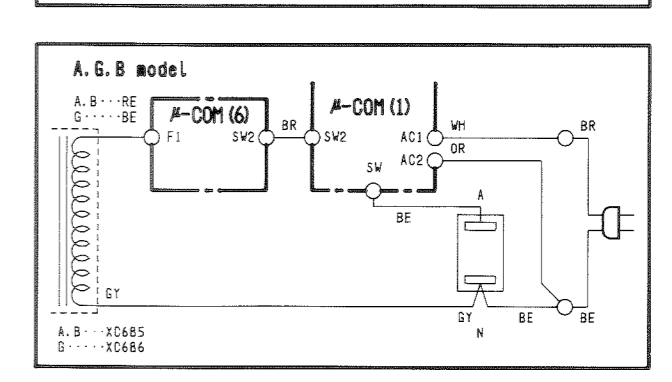 A.G.B model
A.B···RE
G·····BE
μ-COM(6)
μ-COM(1)
F1
SW2
BR
SW2
AC1
WH
BR
AC2
OR
SW
A
BE
GY
GY
BE
BE
N
A.B···XC685
G·····XC686